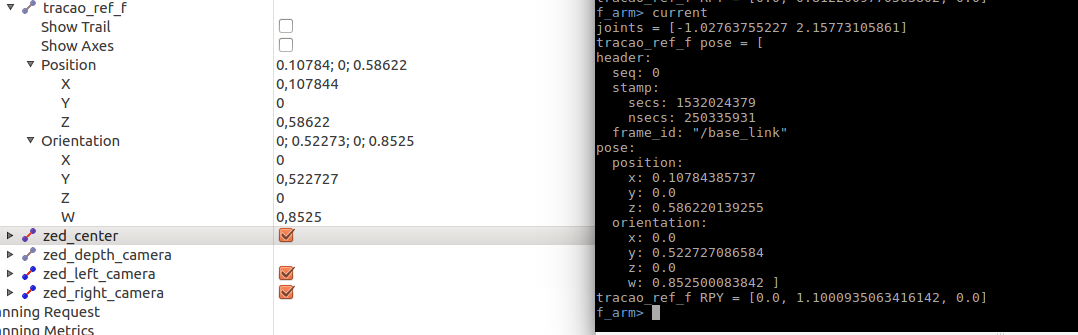 tracao_ref_f
Show Trail
Show Axes
Position 0.10784; 0; 0.58622
X 0,107844
Y 0
Z 0,58622
Orientation 0; 0.52273; 0; 0.8525
X 0
Y 0,522727
Z 0
W 0,8525
zed_center
zed_depth_camera
zed_left_camera
zed_right_camera
nning Request
nning Metrics
f_arm> current
joints = [-1.02763755227 2.15773105861]
tracao_ref_f pose = [
header:
seq: 0
stamp:
secs: 1532024379
nsecs: 250335931
frame_id: "/base_link"
pose:
position:
x: 0.10784385737
y: 0.0
z: 0.586220139255
orientation:
x: 0.0
y: 0.522727086584
z: 0.0
w: 0.852500083842 ]
tracao_ref_f RPY = [0.0, 1.1000935063416142, 0.0]
f_arm>